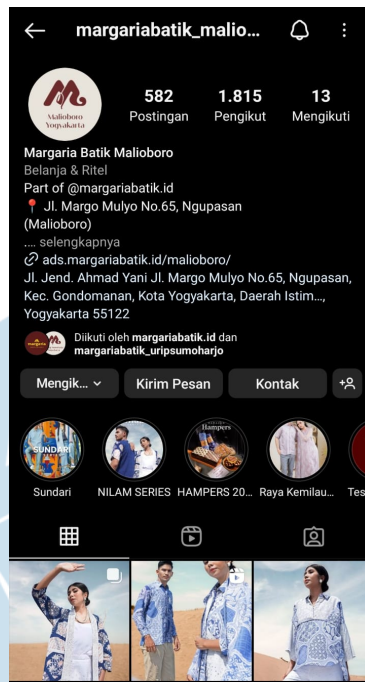 margariabatik_malio...
Malioboro
Yogyakarta
582
Postingan
1.815
Pengikut
13
Mengikuti
Margaria Batik Malioboro
Belanja & Ritel
Part of @margariabatik.id
📍 Jl. Margo Mulyo No.65, Ngupasan
(Malioboro)
.... selengkapnya
ads.margariabatik.id/malioboro/
Jl. Jend. Ahmad Yani Jl. Margo Mulyo No.65, Ngupasan,
Kec. Gondomanan, Kota Yogyakarta, Daerah Istim...,
Yogyakarta 55122
Diikuti oleh margariabatik.id dan
margariabatik_uripsumoharjo
Mengik...
Kirim Pesan
Kontak
SUNDARI
Hampers
Sundari
NILAM SERIES
HAMPERS 20...
Raya Kemilau...
Tes